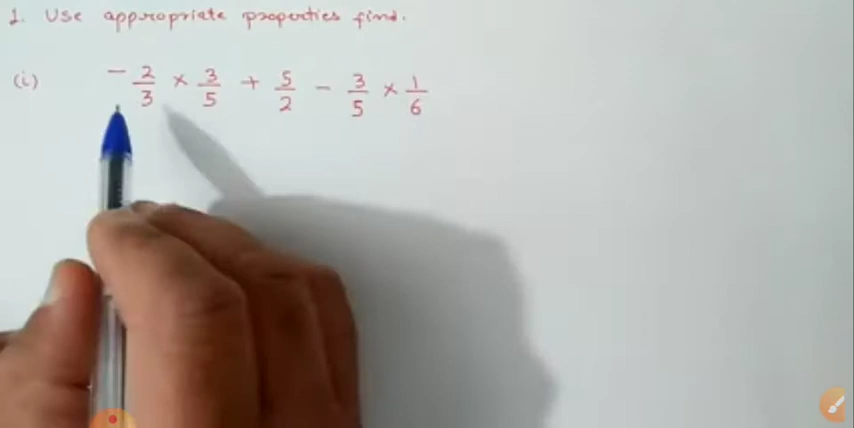 1. Use appropriate properties find.
(i) - 2/3 × 3/5 + 5/2 - 3/5 × 1/6